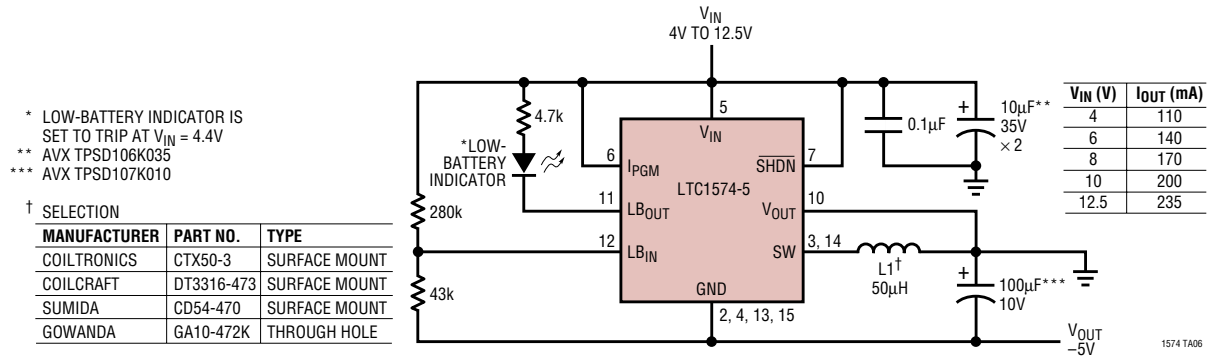 V_IN
4V TO 12.5V
* LOW-BATTERY INDICATOR IS
SET TO TRIP AT V_IN = 4.4V
** AVX TPSD106K035
*** AVX TPSD107K010
† SELECTION
MANUFACTURER PART NO. TYPE
COILTRONICS CTX50-3 SURFACE MOUNT
COILCRAFT DT3316-473 SURFACE MOUNT
SUMIDA CD54-470 SURFACE MOUNT
GOWANDA GA10-472K THROUGH HOLE
4.7k
*LOW-
BATTERY
INDICATOR
280k
43k
5
V_IN
6
I_PGM
SHDN
7
LTC1574-5
11
LB_OUT
V_OUT
10
12
LB_IN
SW
3, 14
GND
2, 4, 13, 15
0.1µF
+
10µF**
35V
× 2
L1†
50µH
+
100µF***
10V
V_OUT
–5V
V_IN (V) I_OUT (mA)
4 110
6 140
8 170
10 200
12.5 235
1574 TA06